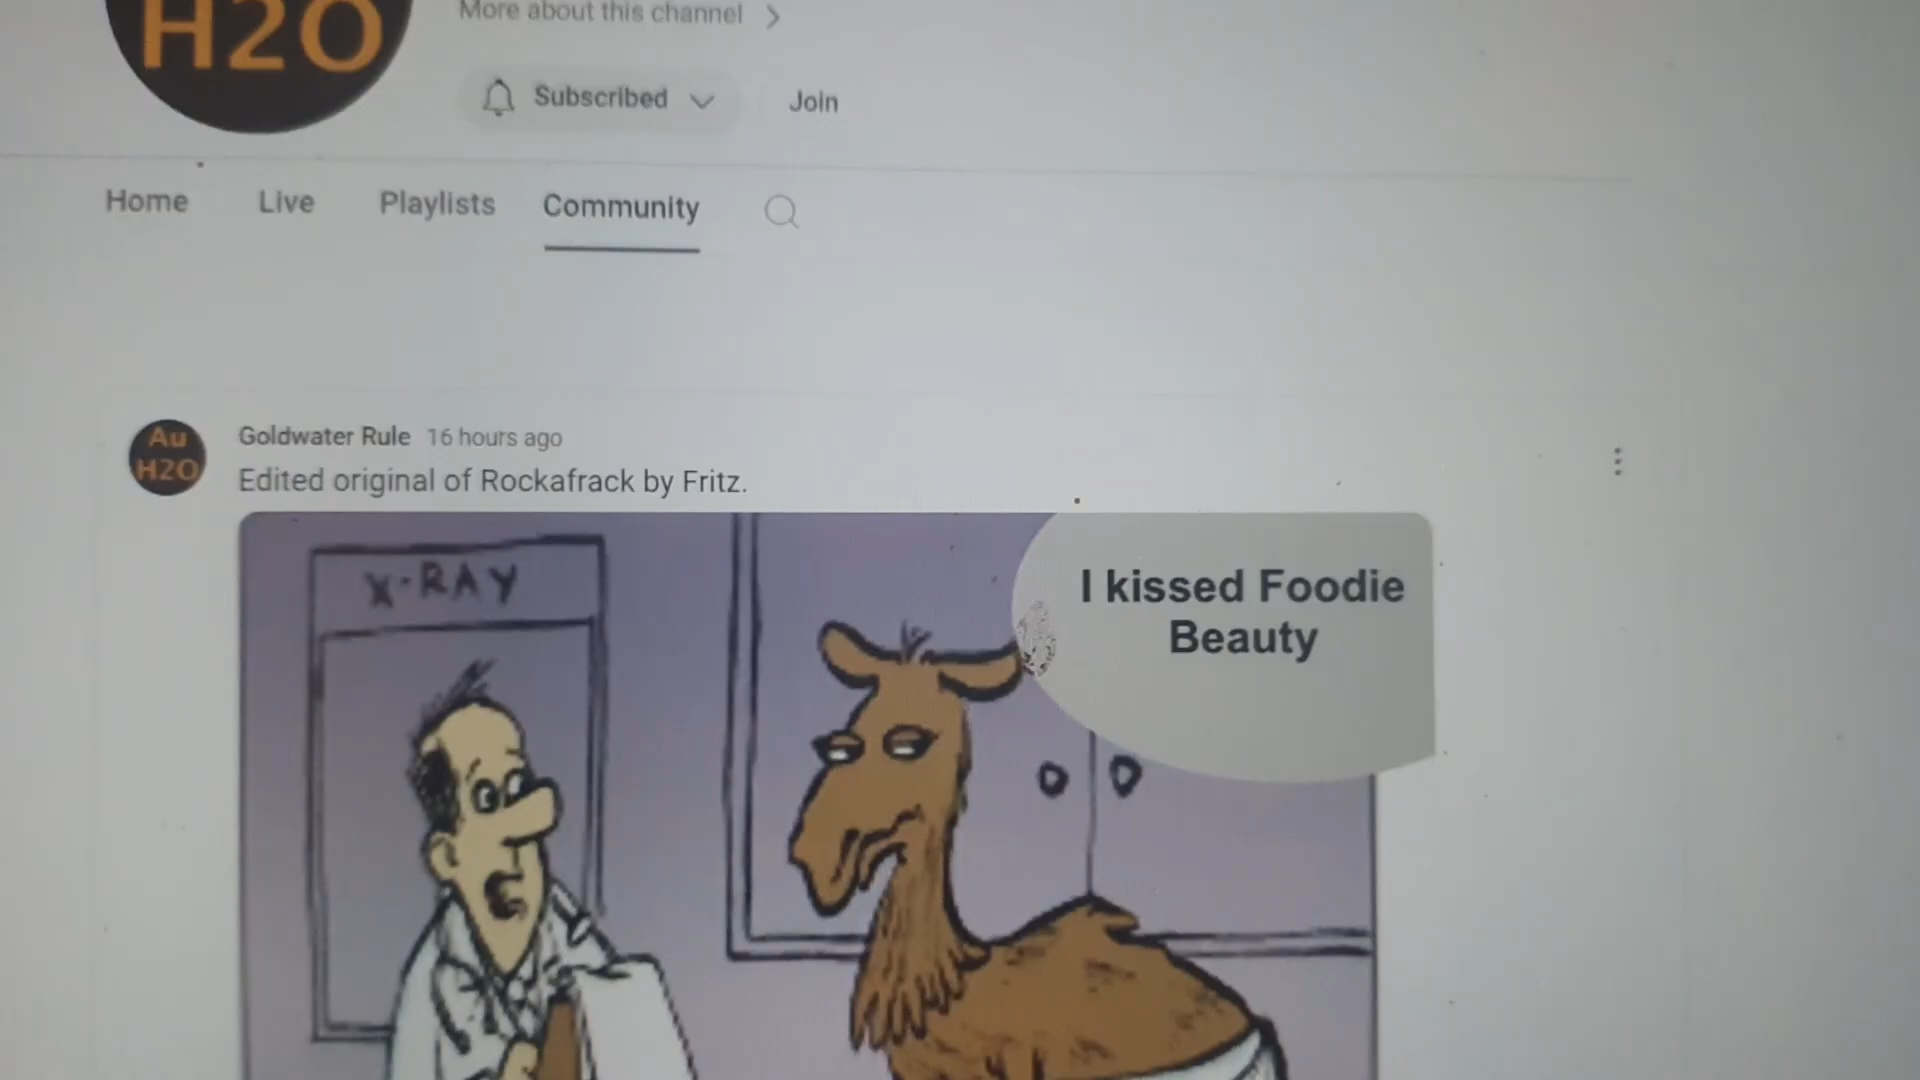 H2O
More about this channel
Subscribed
Join
Home Live Playlists Community
Au
H2O
Goldwater Rule 16 hours ago
Edited original of Rockafrack by Fritz.
X-RAY
I kissed Foodie
Beauty